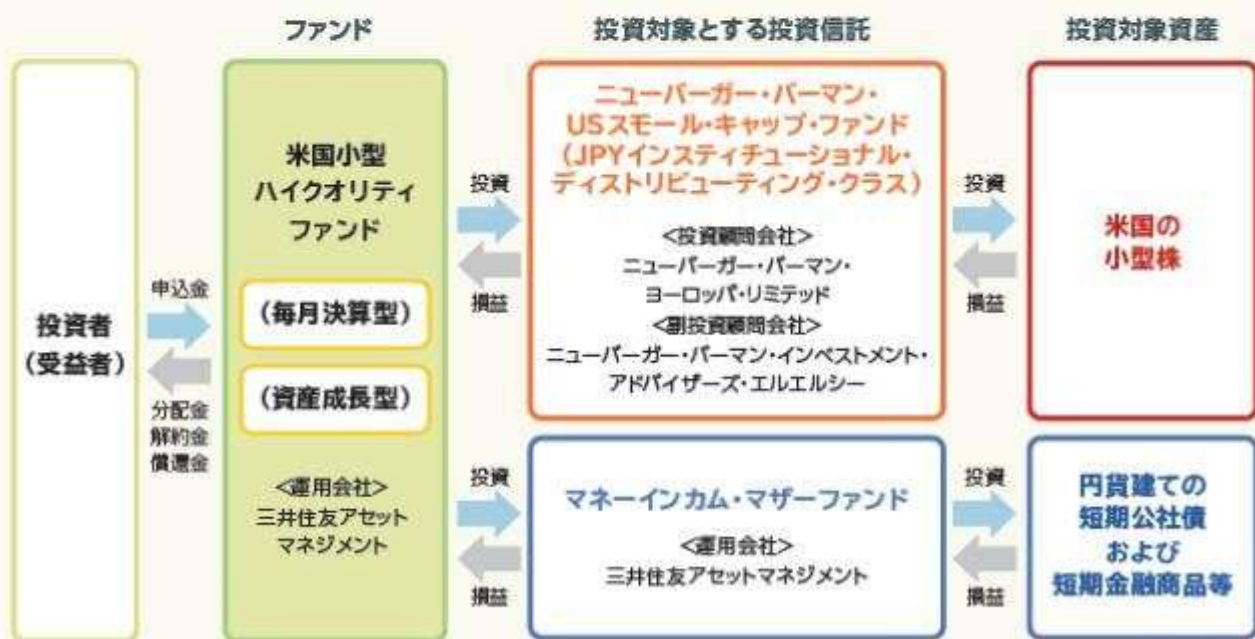 ファンド
投資対象とする投資信託
投資対象資産
投資者
(受益者)
申込金
分配金
解約金
償還金
米国小型
ハイクオリティ
ファンド
(毎月決算型)
(資産成長型)
<運用会社>
三井住友アセット
マネジメント
投資
損益
ニューバーガー・バーマン・
USスモール・キャップ・ファンド
(JPYインスティテューショナル・
ディストリビューティング・クラス)
<投資顧問会社>
ニューバーガー・バーマン・
ヨーロッパ・リミテッド
<副投資顧問会社>
ニューバーガー・バーマン・インベストメント・
アドバイザーズ・エルエルシー
投資
損益
米国の
小型株
投資
損益
マネーインカム・マザーファンド
<運用会社>
三井住友アセットマネジメント
投資
損益
円貨建ての
短期公社債
および
短期金融商品等